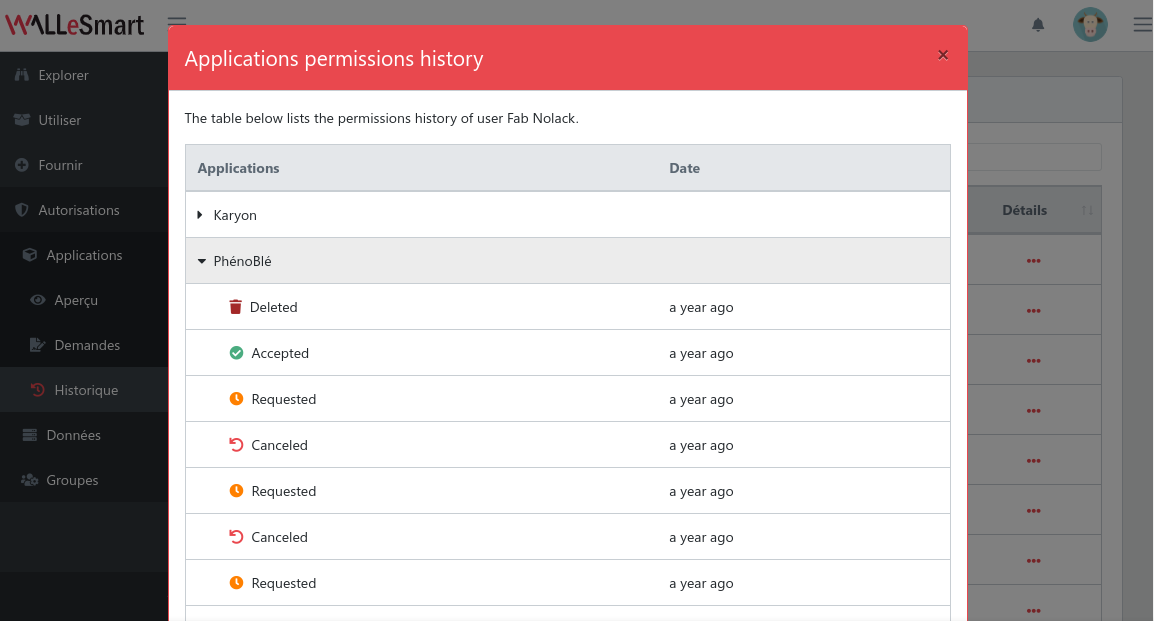 WALLeSmart
Explorer
Utiliser
Fournir
Autorisations
Applications
Aperçu
Demandes
Historique
Données
Groupes
Applications permissions history
×
The table below lists the permissions history of user Fab Nolack.
Applications Date
Karyon
PhénoBlé
Deleted a year ago
Accepted a year ago
Requested a year ago
Canceled a year ago
Requested a year ago
Canceled a year ago
Requested a year ago
Détails